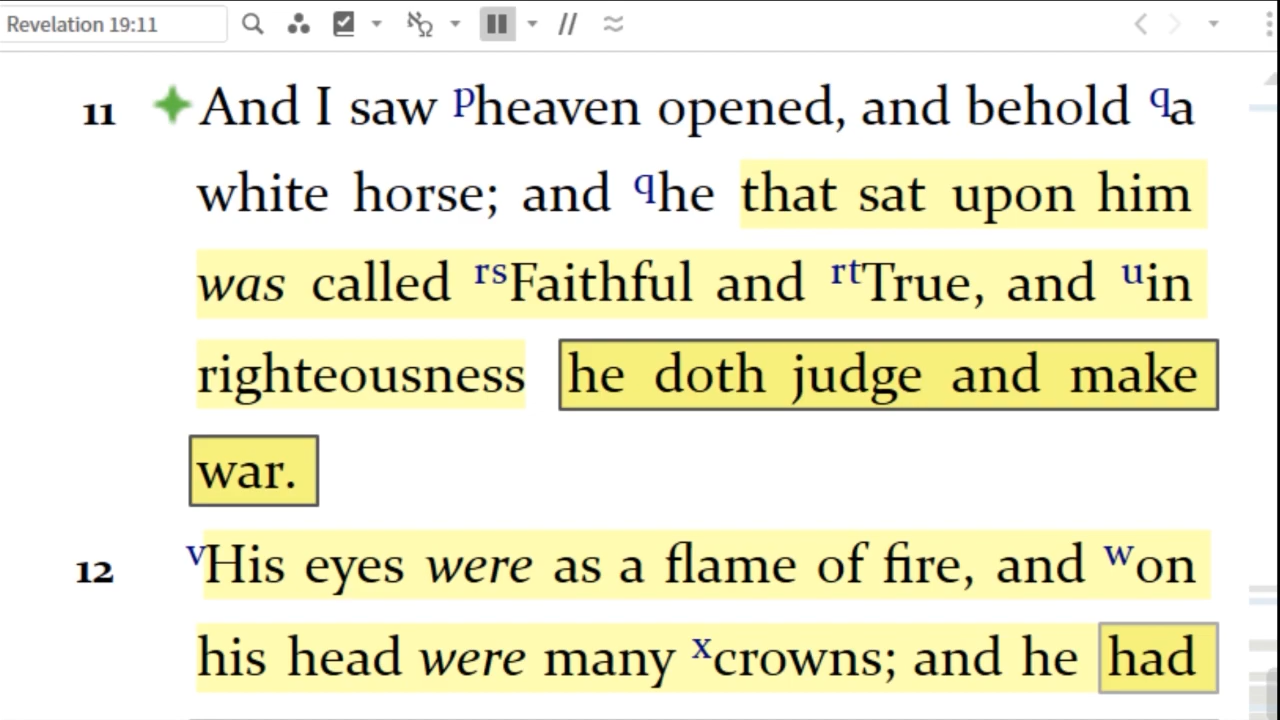 Revelation 19:11
11 And I saw pheaven opened, and behold qa
white horse; and qhe that sat upon him
was called rsFaithful and rtTrue, and uin
righteousness he doth judge and make
war.
12 vHis eyes were as a flame of fire, and won
his head were many xcrowns; and he had